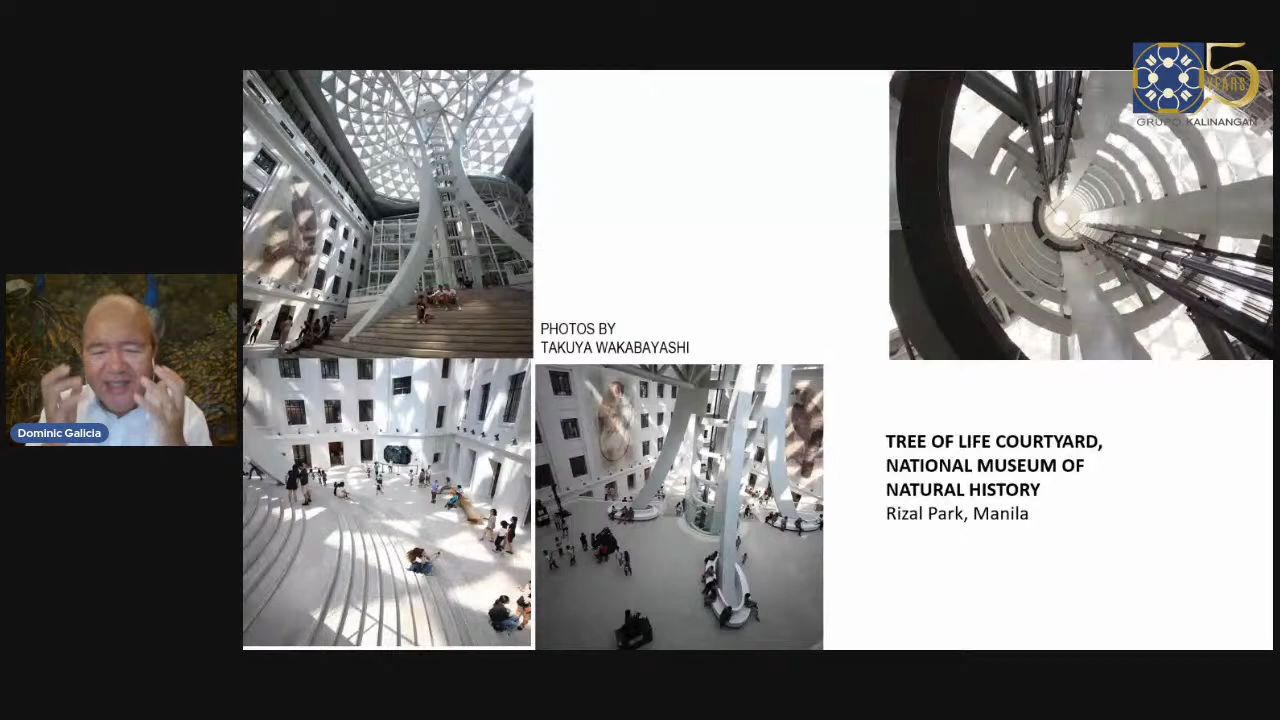 5
YEARS
GRUPO KALINANGAN
PHOTOS BY
TAKUYA WAKABAYASHI
Dominic Galicia
TREE OF LIFE COURTYARD,
NATIONAL MUSEUM OF
NATURAL HISTORY
Rizal Park, Manila